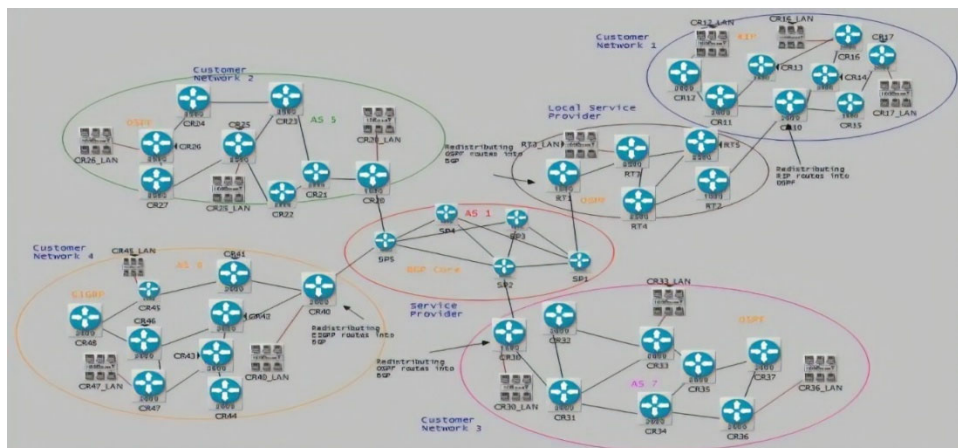 Customer
Network 2
OSPF
CR24
CR23
AS 5
CR25
CR26
CR26_LAN
CR20_LAN
CR27
CR25_LAN
CR22
CR21
CR20
Customer
Network 1
RIP
CR12_LAN
CR16_LAN
CR17
CR16
CR13
CR14
CR12
CR11
CR10
CR15
CR17_LAN
Local Service
Provider
RT3_LAN
RT5
RT3
RT1
OSPF
RT4
RT2
Redistributing
OSPF routes into
BGP
Redistributing
RIP routes into
OSPF
AS 1
SP4
SP3
SP5
BGP Core
SP2
SP1
Service
Provider
Customer
Network 4
CR45_LAN
AS 8
CR41
EIGRP
CR45
CR40
CR48
CR46
CR42
CR43
CR47_LAN
CR40_LAN
CR47
CR44
Redistributing
EIGRP routes into
BGP
Redistributing
OSPF routes into
BGP
CR33_LAN
OSPF
CR30
CR32
CR33
CR37
CR35
AS 7
CR36_LAN
CR30_LAN
CR31
CR34
CR36
Customer
Network 3